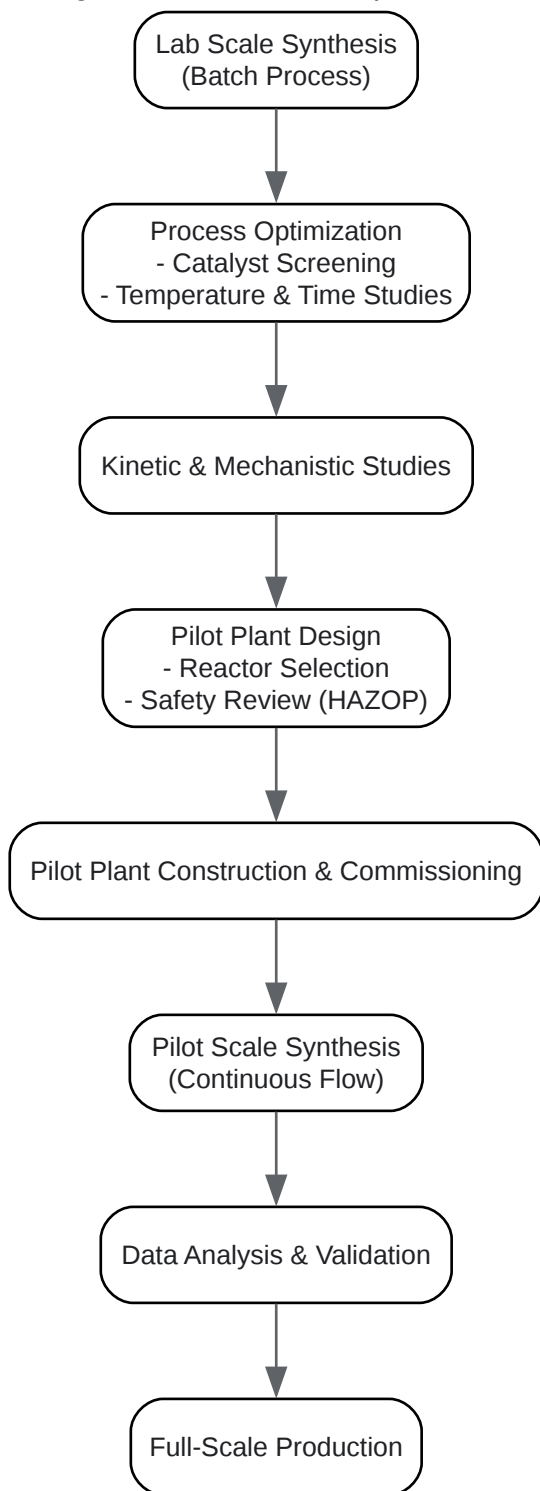 Lab Scale Synthesis
(Batch Process)
Process Optimization
- Catalyst Screening
- Temperature & Time Studies
Kinetic & Mechanistic Studies
Pilot Plant Design
- Reactor Selection
- Safety Review (HAZOP)
Pilot Plant Construction & Commissioning
Pilot Scale Synthesis
(Continuous Flow)
Data Analysis & Validation
Full-Scale Production